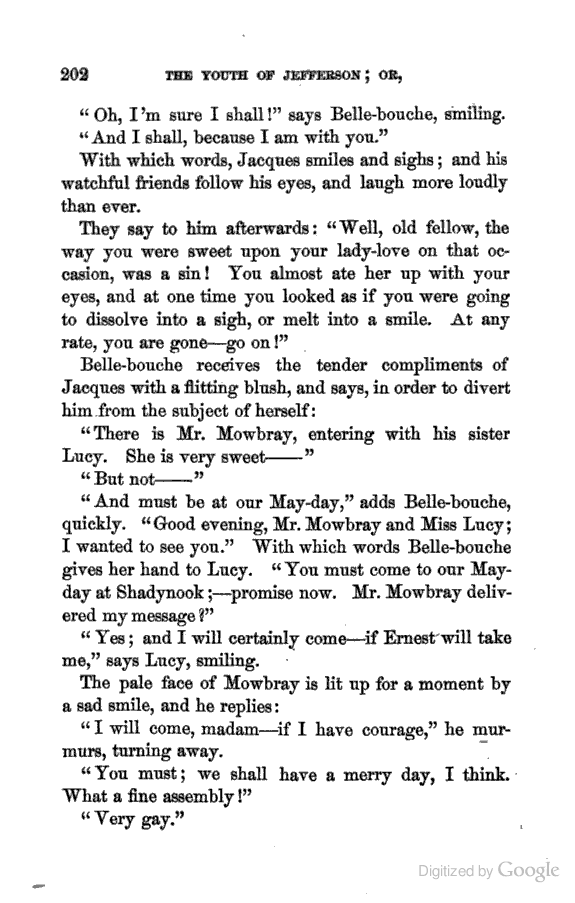 202 THE YOUTH OF JEFFERSON; OR,
“Oh, I'm sure I shall!” says Belle-bouche, smiling.
“And I shall, because I am with you.”
With which words, Jacques smiles and sighs; and his
watchful friends follow his eyes, and laugh more loudly
than ever.
They say to him afterwards: “Well, old fellow, the
way you were sweet upon your lady-love on that oc-
casion, was a sin! You almost ate her up with your
eyes, and at one time you looked as if you were going
to dissolve into a sigh, or melt into a smile. At any
rate, you are gone—go on!”
Belle-bouche receives the tender compliments of
Jacques with a flitting blush, and says, in order to divert
him from the subject of herself:
“There is Mr. Mowbray, entering with his sister
Lucy. She is very sweet——”
“But not——”
“And must be at our May-day,” adds Belle-bouche,
quickly. “Good evening, Mr. Mowbray and Miss Lucy;
I wanted to see you.” With which words Belle-bouche
gives her hand to Lucy. “You must come to our May-
day at Shadynook;—promise now. Mr. Mowbray deliv-
ered my message?”
“Yes; and I will certainly come—if Ernest will take
me,” says Lucy, smiling.
The pale face of Mowbray is lit up for a moment by
a sad smile, and he replies:
“I will come, madam—if I have courage,” he mur-
murs, turning away.
“You must; we shall have a merry day, I think.
What a fine assembly!”
“Very gay.”
Digitized by Google